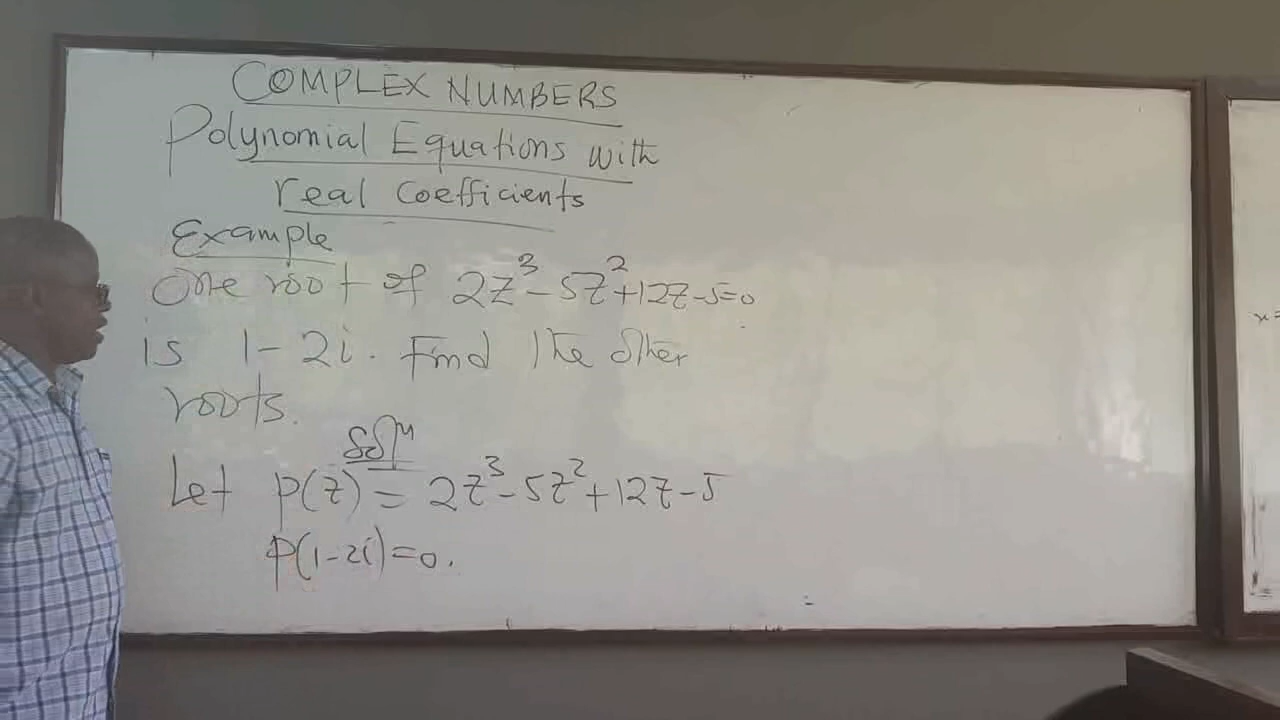 COMPLEX NUMBERS
Polynomial Equations with
real Coefficients
Example
One root of 2z³-5z²+12z-5=0
is 1-2i. Find the other
roots.
Solⁿ
Let p(z) = 2z³-5z²+12z-5
p(1-2i)=0.
x=